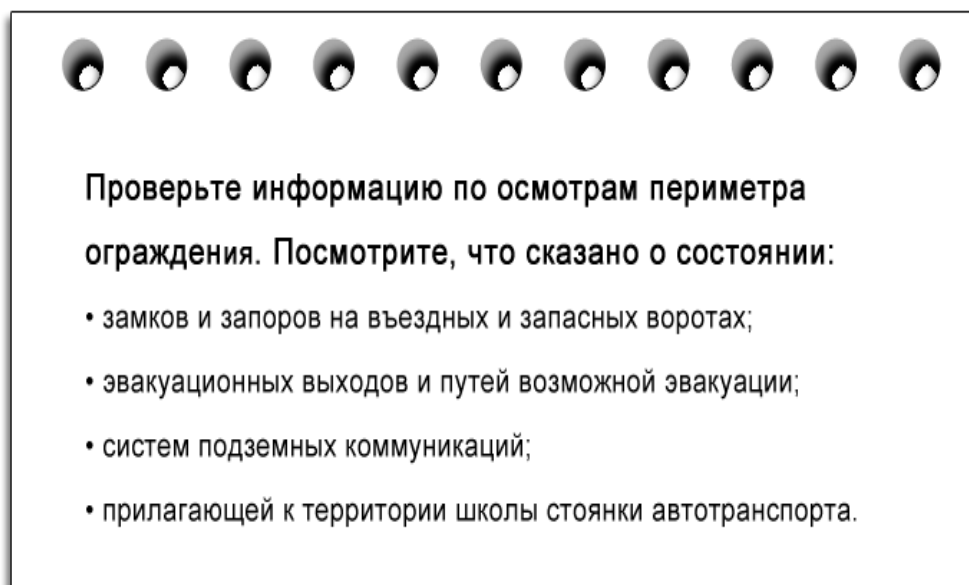 Проверьте информацию по осмотрам периметра
ограждения. Посмотрите, что сказано о состоянии:
• замков и запоров на въездных и запасных воротах;
• эвакуационных выходов и путей возможной эвакуации;
• систем подземных коммуникаций;
• прилагающей к территории школы стоянки автотранспорта.